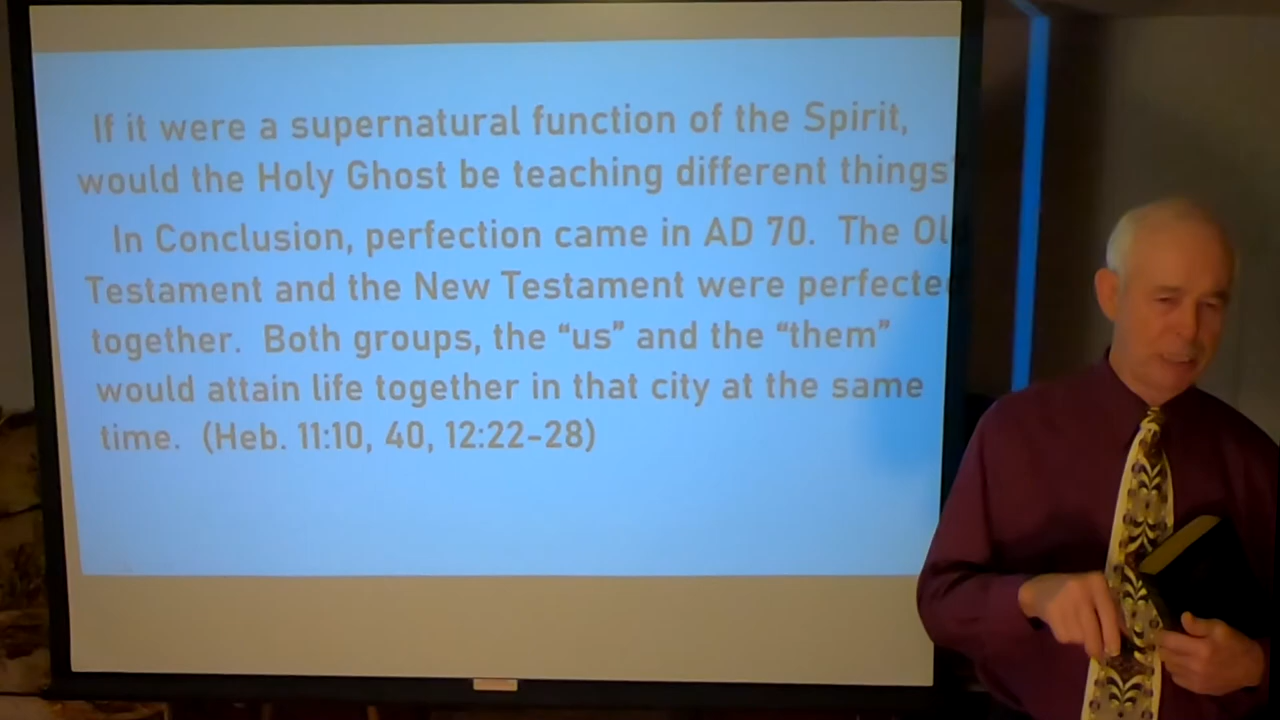 If it were a supernatural function of the Spirit,
would the Holy Ghost be teaching different things
In Conclusion, perfection came in AD 70. The Ol
Testament and the New Testament were perfecte
together. Both groups, the “us” and the “them”
would attain life together in that city at the same
time. (Heb. 11:10, 40, 12:22-28)